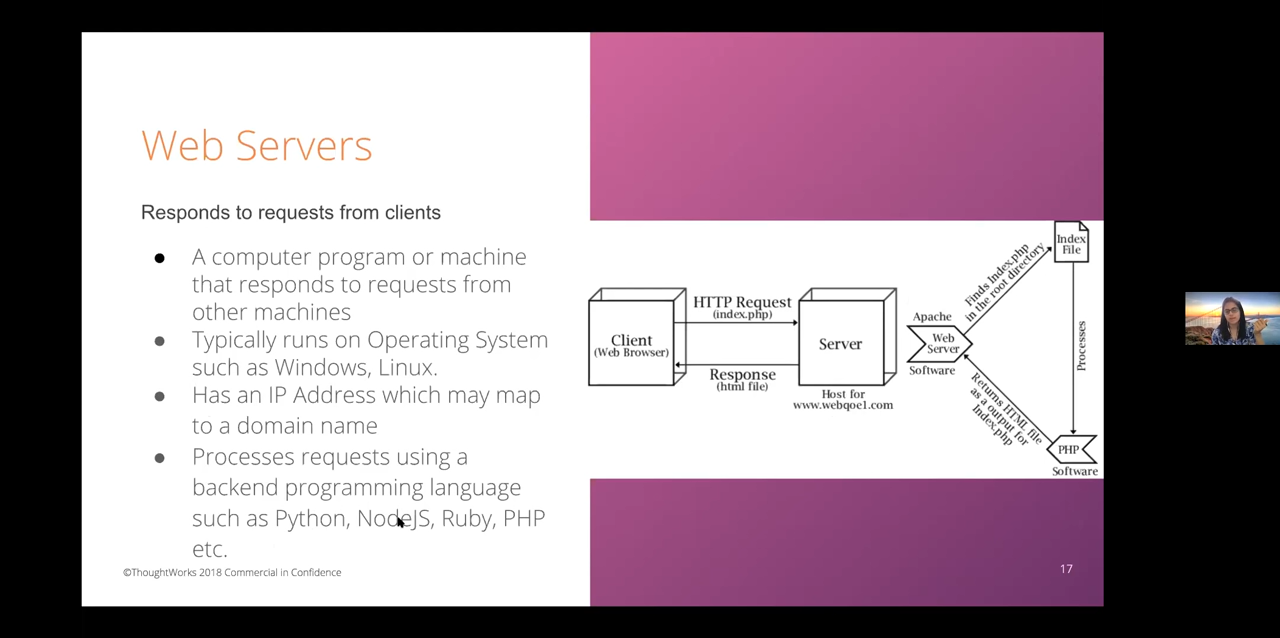 Web Servers
Responds to requests from clients
● A computer program or machine
that responds to requests from
other machines
● Typically runs on Operating System
such as Windows, Linux.
● Has an IP Address which may map
to a domain name
● Processes requests using a
backend programming language
such as Python, NodeJS, Ruby, PHP
etc.
©ThoughtWorks 2018 Commercial in Confidence
Client
(Web Browser)
HTTP Request
(index.php)
Response
(html file)
Server
Host for
www.webqoe1.com
Apache
Web
Server
Software
Finds Index.php
in the root directory
Index
File
Processes
Returns HTML file
as a output for
Index.php
PHP
Software
17